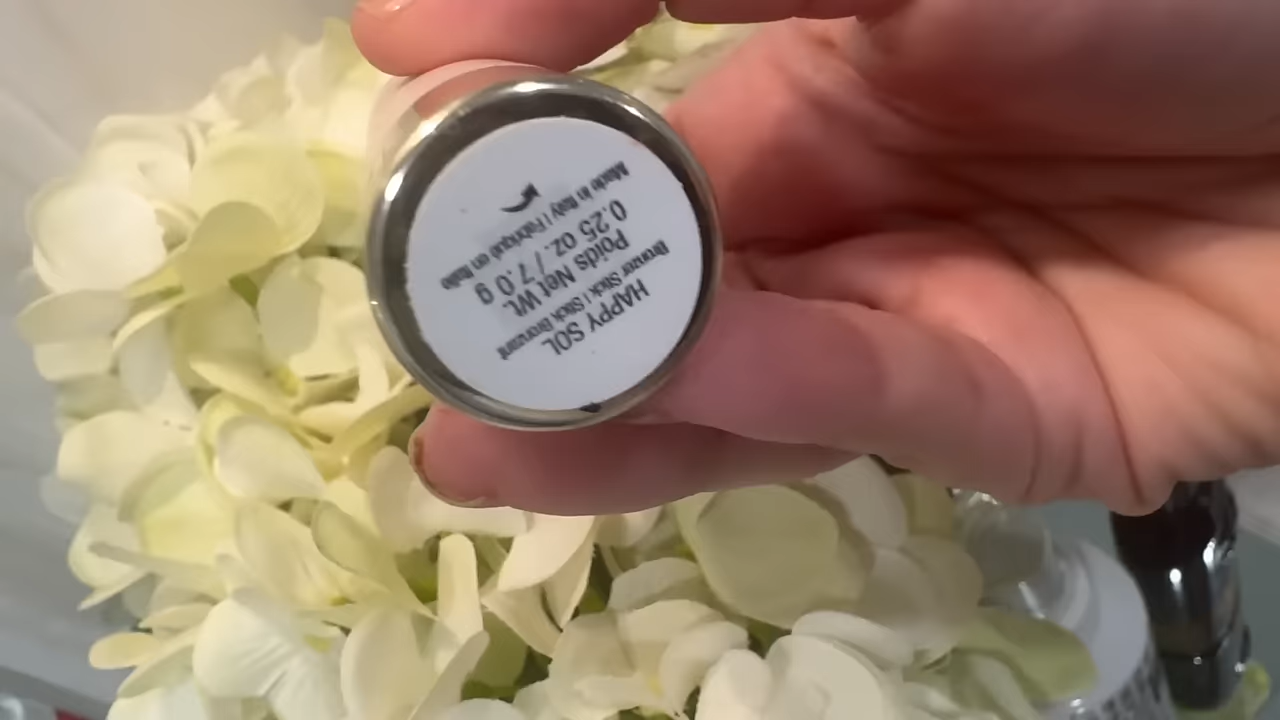 HAPPY SOL
Bronzer Stick | Stick Bronzant
Poids Net Wt.
0.25 oz. / 7.0 g
Made in Italy | Fabriqué en Italie